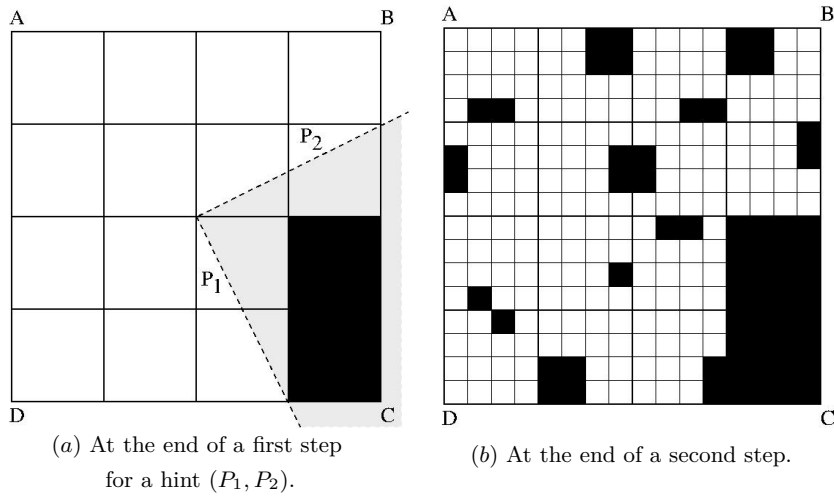 A B
P2
P1
D C
(a) At the end of a first step
for a hint (P1, P2).
A B
D C
(b) At the end of a second step.